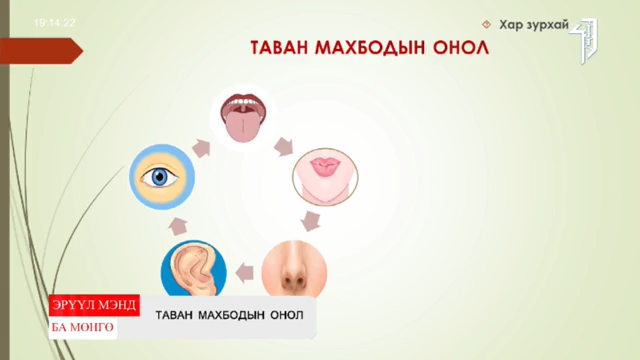 19:14:22
Хар зурхай
ТАВАН МАХБОДЫН ОНОЛ
ЭРҮҮЛ МЭНД
БА МӨНГӨ
ТАВАН МАХБОДЫН ОНОЛ